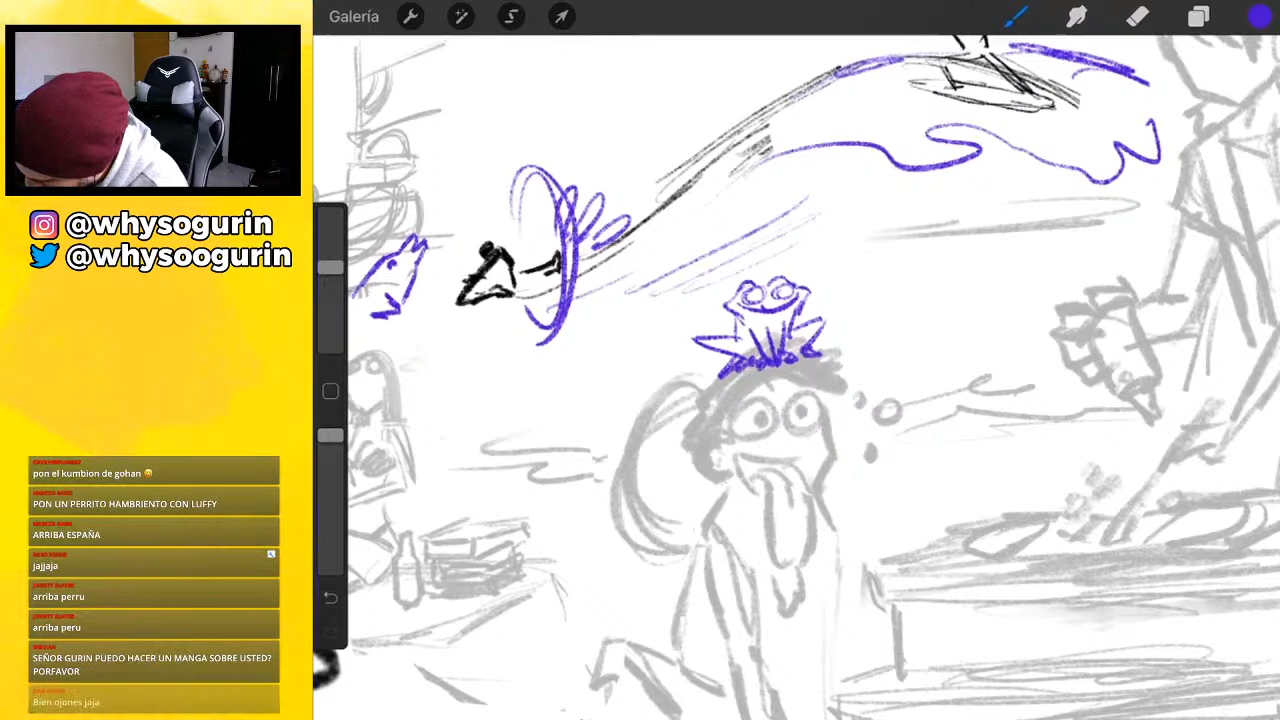 Galería
@whysogurin
@whysoogurin
pon el kumbion de gohan
PON UN PERRITO HAMBRIENTO CON LUFFY
ARRIBA ESPAÑA
jajjaja
arriba perru
arriba peru
SEÑOR GURIN PUEDO HACER UN MANGA SOBRE USTED?
PORFAVOR
Bien ojones jaja